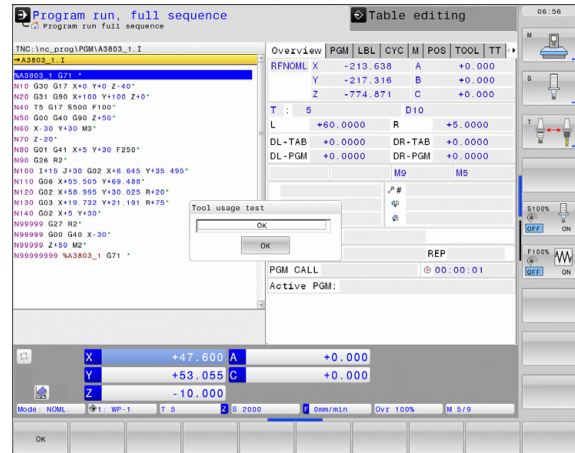 Program run, full sequence
Program run full sequence
Table editing
06:56
TNC:\nc_prog\PGM\A3803_1.I
→A3803_1.I
%A3803_1 G71 *
N10 G30 G17 X+0 Y+0 Z-40*
N20 G31 G90 X+100 Y+100 Z+0*
N40 T5 G17 S500 F100*
N50 G00 G40 G90 Z+50*
N60 X-30 Y+30 M3*
N70 Z-20*
N80 G01 G41 X+5 Y+30 F250*
N90 G26 R2*
N100 I+15 J+30 G02 X+6.645 Y+35.495*
N110 G06 X+55.505 Y+69.488*
N120 G02 X+58.995 Y+30.025 R+20*
N130 G03 X+19.732 Y+21.191 R+75*
N140 G02 X+5 Y+30*
N99999 G27 R2*
N99999 G00 G40 X-30*
N99999 Z+50 M2*
N99999999 %A3803_1 G71 *
Overview PGM LBL CYC M POS TOOL TT
RFNOML X -213.638 A +0.000
Y -217.316 B +0.000
Z -774.871 C +0.000
T : 5 D10
L +60.0000 R +5.0000
DL-TAB +0.0000 DR-TAB +0.0000
DL-PGM +0.0000 DR-PGM +0.0000
M9 M5
#
REP
PGM CALL 00:00:01
Active PGM:
Tool usage test
OK
OK
X +47.600 A +0.000
Y +53.055 C +0.000
Z -10.000
Mode: NOML. 1: WP-1 T 5 Z S 2000 F 0mm/min Ovr 100% M 5/9
OK
M
S
T
S100%
OFF ON
F100% W
OFF ON